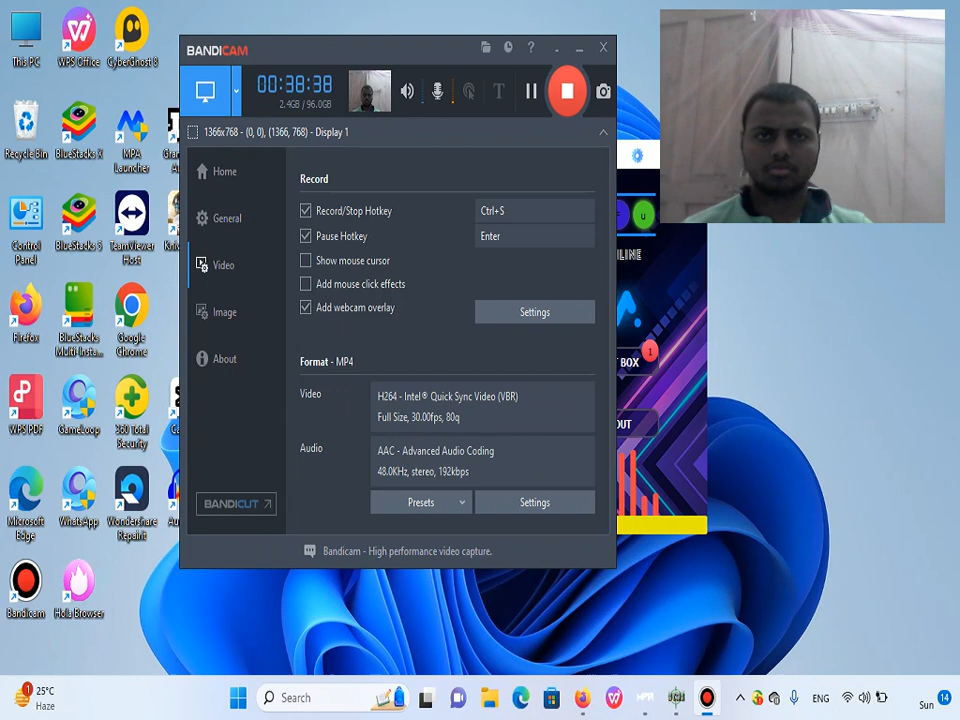 This PC
WPS Office
CyberGhost 8
Recycle Bin
BlueStacks X
MPA
Launcher
Control
Panel
BlueStacks 5
TeamViewer
Host
Firefox
BlueStacks
Multi-Insta...
Google
Chrome
WPS PDF
GameLoop
360 Total
Security
Microsoft
Edge
WhatsApp
Wondershare
Repairit
Bandicam
Hola Browser
BANDICAM
?
00:38:38
2.4GB / 96.0GB
T
1366x768 - (0, 0), (1366, 768) - Display 1
Home
General
Video
Image
About
BANDICUT
Record
Record/Stop Hotkey
Ctrl+S
Pause Hotkey
Enter
Show mouse cursor
Add mouse click effects
Add webcam overlay
Settings
Format - MP4
Video
H264 - Intel® Quick Sync Video (VBR)
Full Size, 30.00fps, 80q
Audio
AAC - Advanced Audio Coding
48.0KHz, stereo, 192kbps
Presets
Settings
Bandicam - High performance video capture.
U
LINE
1
BOX
OUT
1
25°C
Haze
Search
ENG
Sun
14